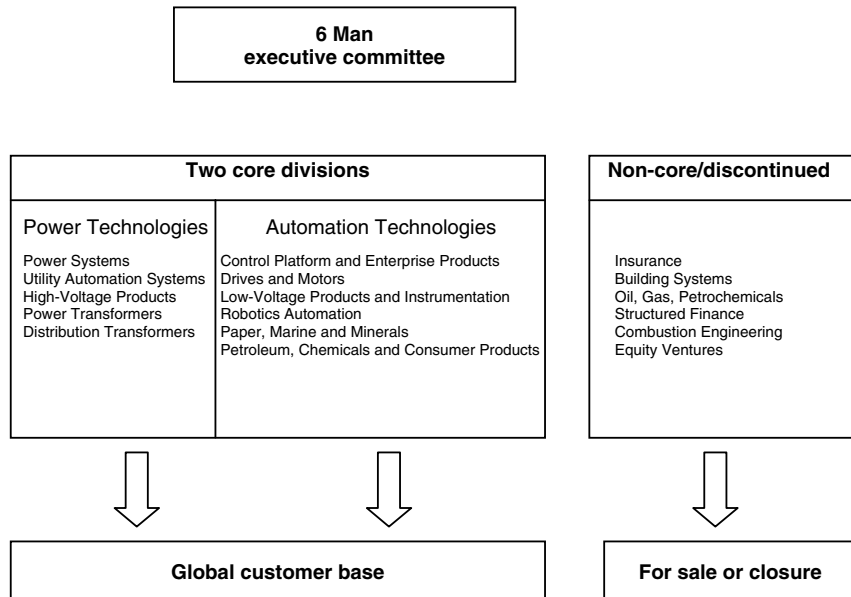 6 Man
executive committee
Two core divisions
Non-core/discontinued
Power Technologies
Power Systems
Utility Automation Systems
High-Voltage Products
Power Transformers
Distribution Transformers
Automation Technologies
Control Platform and Enterprise Products
Drives and Motors
Low-Voltage Products and Instrumentation
Robotics Automation
Paper, Marine and Minerals
Petroleum, Chemicals and Consumer Products
Insurance
Building Systems
Oil, Gas, Petrochemicals
Structured Finance
Combustion Engineering
Equity Ventures
Global customer base
For sale or closure